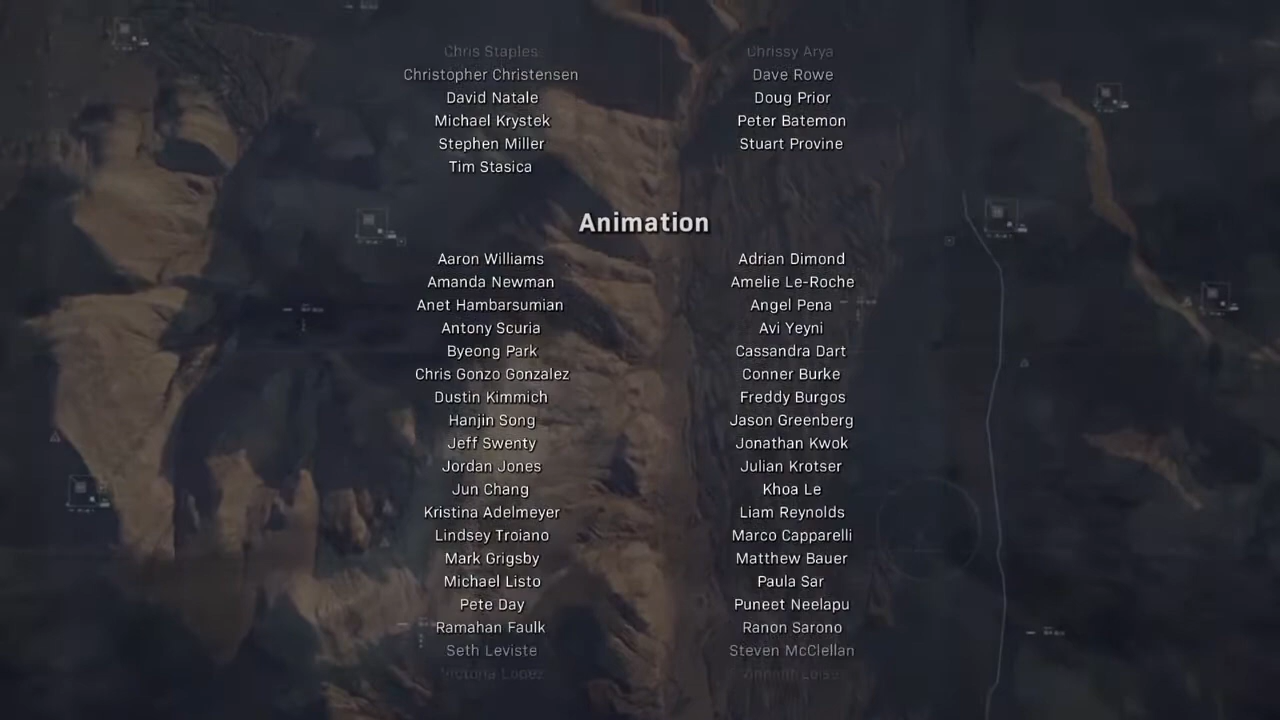 Chris Staples Chrissy Arya
Christopher Christensen Dave Rowe
David Natale Doug Prior
Michael Krystek Peter Batemon
Stephen Miller Stuart Provine
Tim Stasica
Animation
Aaron Williams Adrian Dimond
Amanda Newman Amelie Le-Roche
Anet Hambarsumian Angel Pena
Antony Scuria Avi Yeyni
Byeong Park Cassandra Dart
Chris Gonzo Gonzalez Conner Burke
Dustin Kimmich Freddy Burgos
Hanjin Song Jason Greenberg
Jeff Swenty Jonathan Kwok
Jordan Jones Julian Krotser
Jun Chang Khoa Le
Kristina Adelmeyer Liam Reynolds
Lindsey Troiano Marco Capparelli
Mark Grigsby Matthew Bauer
Michael Listo Paula Sar
Pete Day Puneet Neelapu
Ramahan Faulk Ranon Sarono
Seth Leviste Steven McClellan
Victoria Lopez